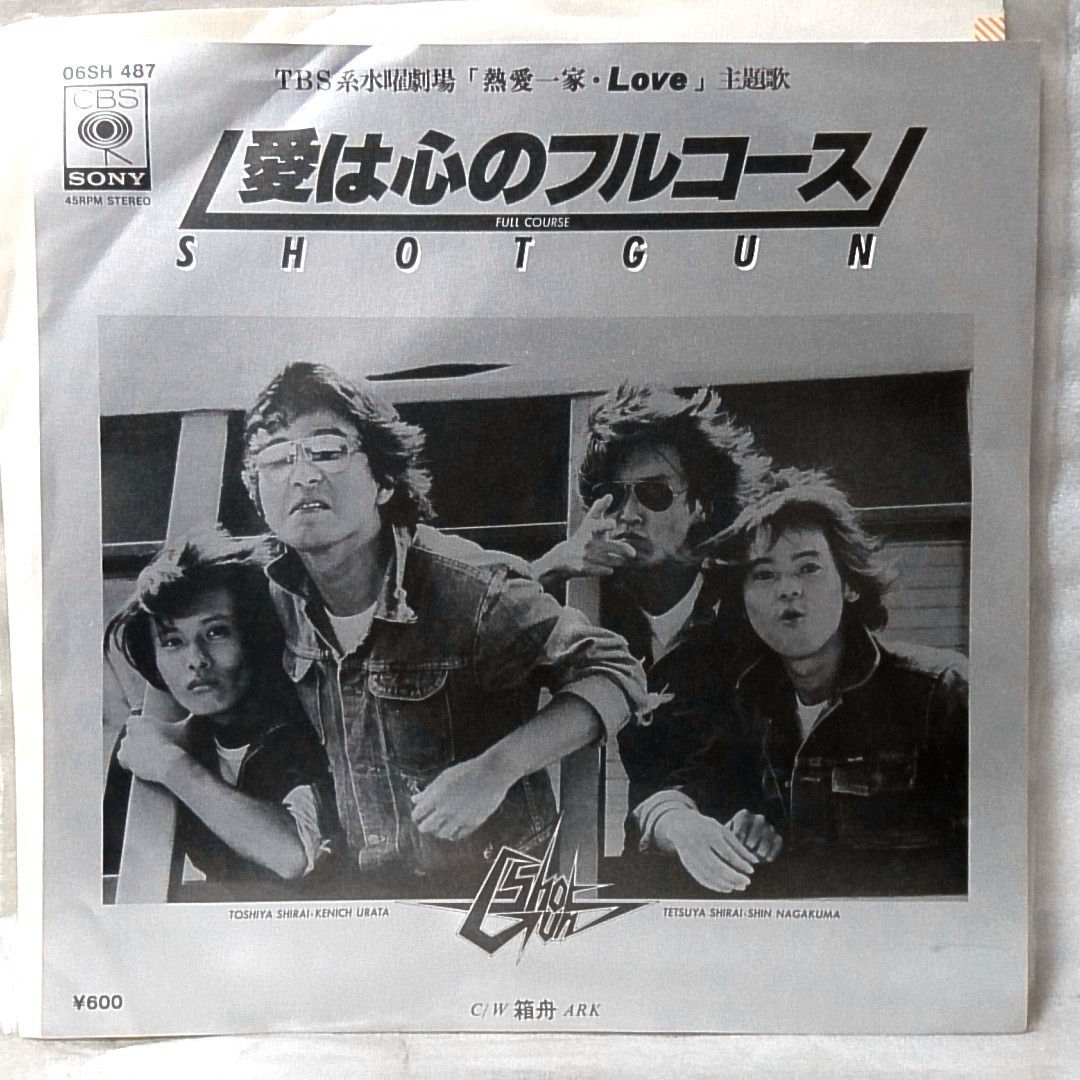 06SH 487
CBS
SONY
45RPM STEREO
TBS系水曜劇場「熱愛一家・Love」主題歌
愛は心のフルコース
FULL COURSE
SHOTGUN
Shot Gun
TOSHIYA SHIRAI・KENICH URATA
TETSUYA SHIRAI・SHIN NAGAKUMA
¥600
C/W 箱舟 ARK